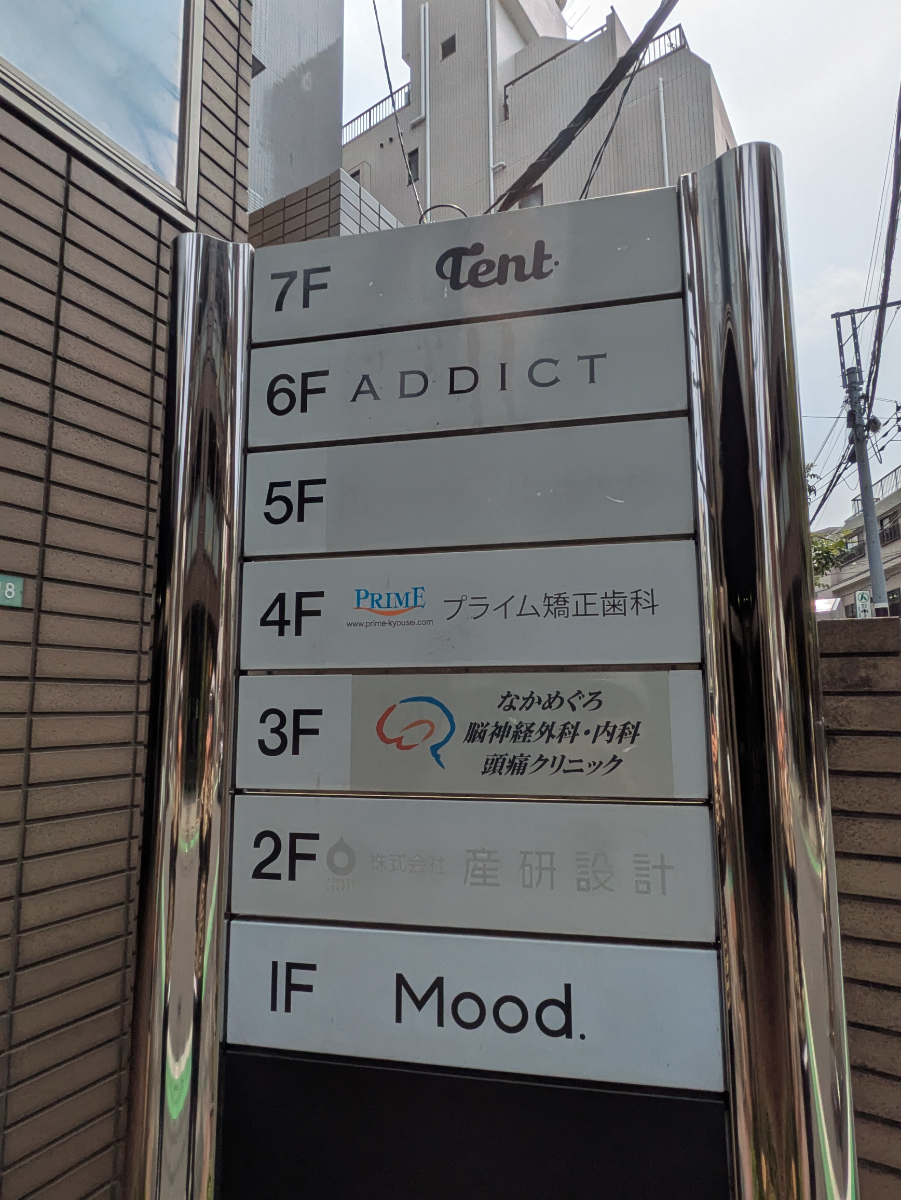 7F Tent.
6F ADDICT
5F
4F PRIME プライム矯正歯科
www.prime-kyousei.com
3F なかめぐろ
脳神経外科・内科
頭痛クリニック
2F 株式会社 産研設計
1F Mood.